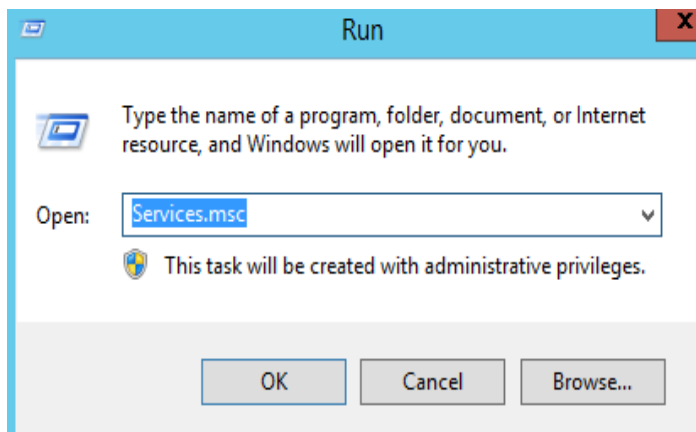 Run
X
Type the name of a program, folder, document, or Internet
resource, and Windows will open it for you.
Open: Services.msc
This task will be created with administrative privileges.
OK Cancel Browse...